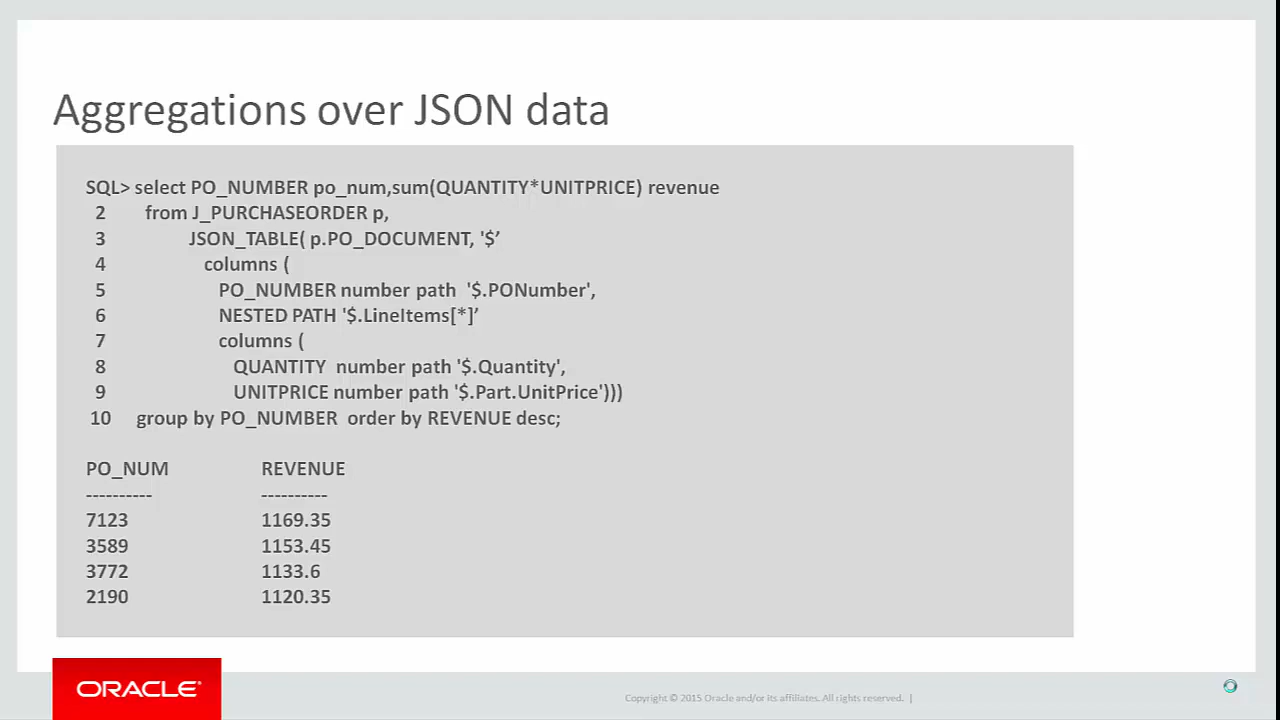 Aggregations over JSON data
SQL> select PO_NUMBER po_num,sum(QUANTITY*UNITPRICE) revenue
2 from J_PURCHASEORDER p,
3 JSON_TABLE( p.PO_DOCUMENT, '$’
4 columns (
5 PO_NUMBER number path '$.PONumber',
6 NESTED PATH '$.LineItems[*]’
7 columns (
8 QUANTITY number path '$.Quantity',
9 UNITPRICE number path '$.Part.UnitPrice')))
10 group by PO_NUMBER order by REVENUE desc;
PO_NUM REVENUE
---------- ----------
7123 1169.35
3589 1153.45
3772 1133.6
2190 1120.35
ORACLE®
Copyright © 2015 Oracle and/or its affiliates. All rights reserved. |